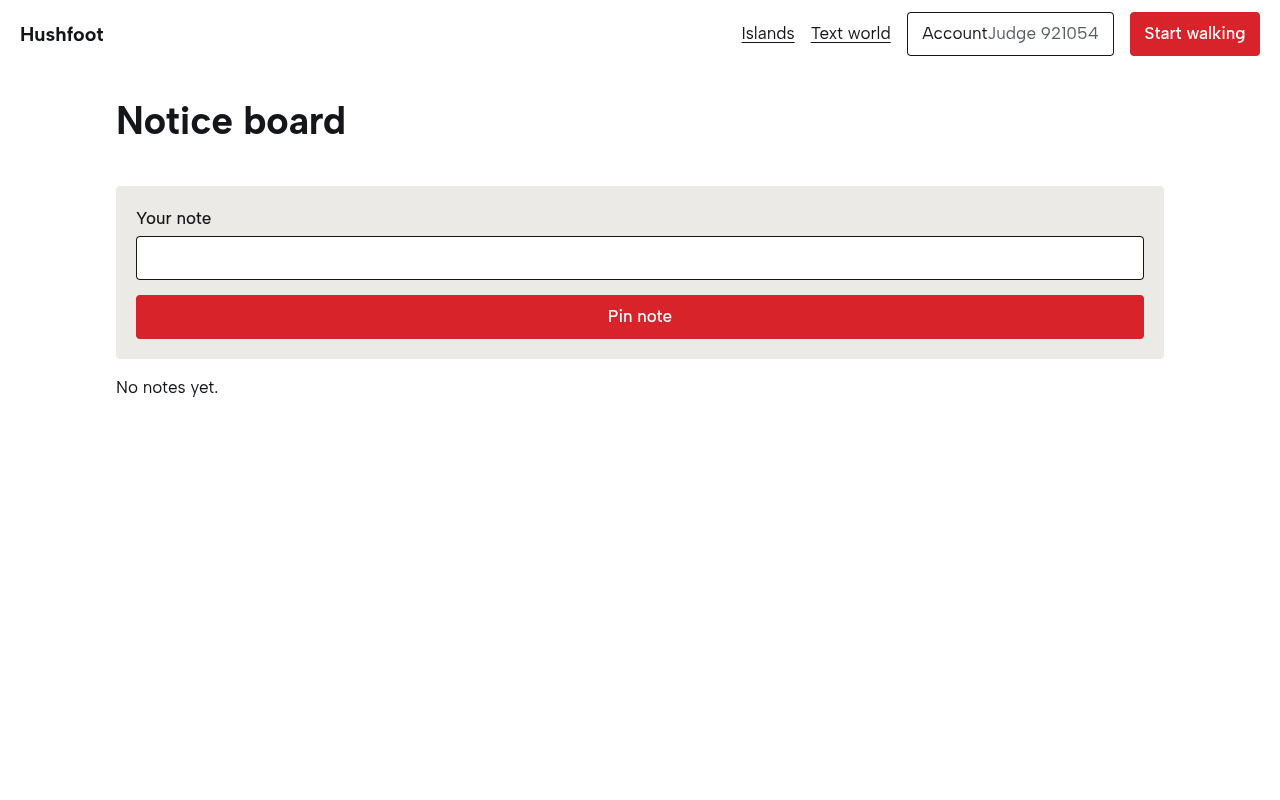 Hushfoot
Islands
Text world
AccountJudge 921054
Start walking
Notice board
Your note
Pin note
No notes yet.